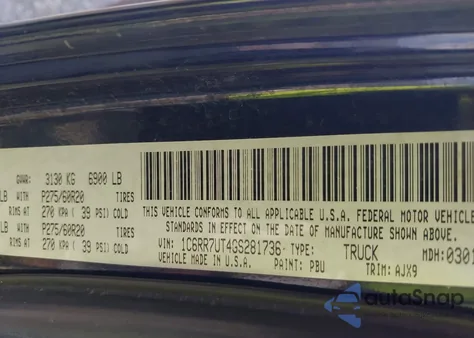 GVWR: 3130 KG 6900 LB
LB WITH P275/60R20 TIRES
RIMS AT 270 KPA ( 39 PSI) COLD
LB WITH P275/60R20 TIRES
RIMS AT 270 KPA ( 39 PSI) COLD
THIS VEHICLE CONFORMS TO ALL APPLICABLE U.S.A. FEDERAL MOTOR VEHICLE
STANDARDS IN EFFECT ON THE DATE OF MANUFACTURE SHOWN ABOVE.
VIN: 1C6RR7UT4GS281736 TYPE: TRUCK MDH: 0301
VEHICLE MADE IN U.S.A. PAINT: PBU TRIM: AJX9
autoSnap